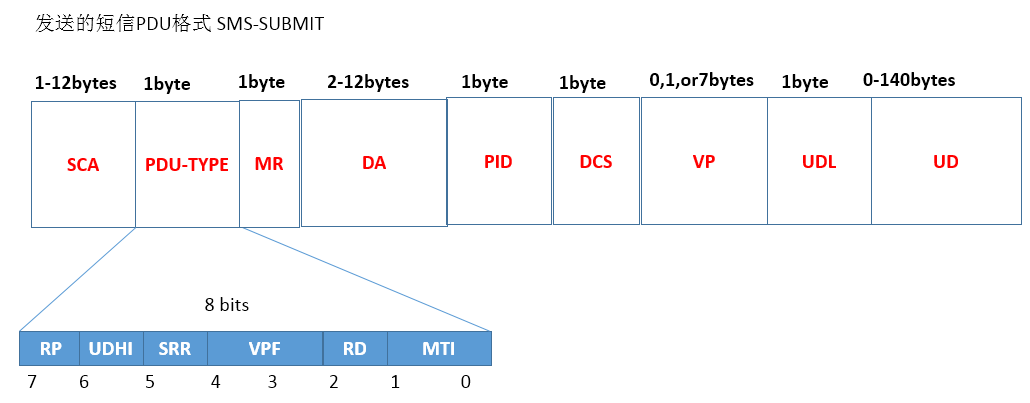 发送的短信PDU格式 SMS-SUBMIT
1-12bytes 1byte 1byte 2-12bytes 1byte 1byte 0,1,or7bytes 1byte 0-140bytes
SCA PDU-TYPE MR DA PID DCS VP UDL UD
8 bits
RP UDHI SRR VPF RD MTI
7 6 5 4 3 2 1 0